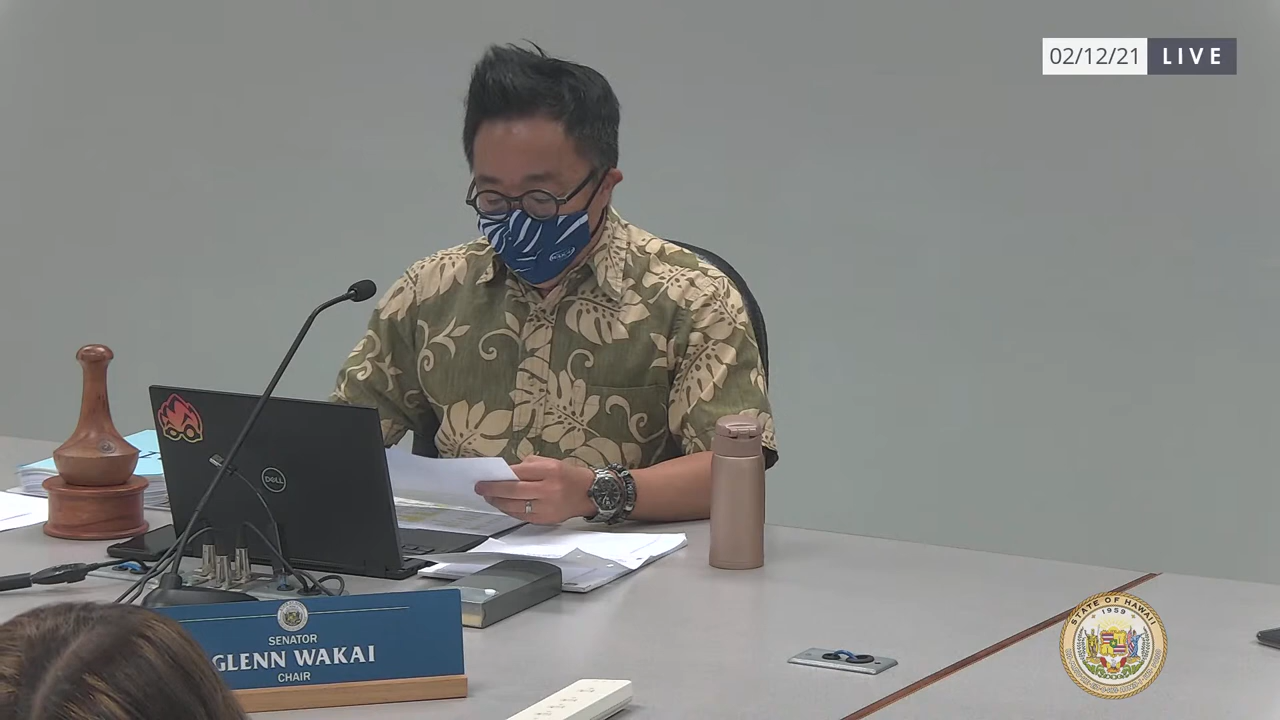 02/12/21 LIVE
DELL
SENATOR
GLENN WAKAI
CHAIR
STATE OF HAWAII
1959